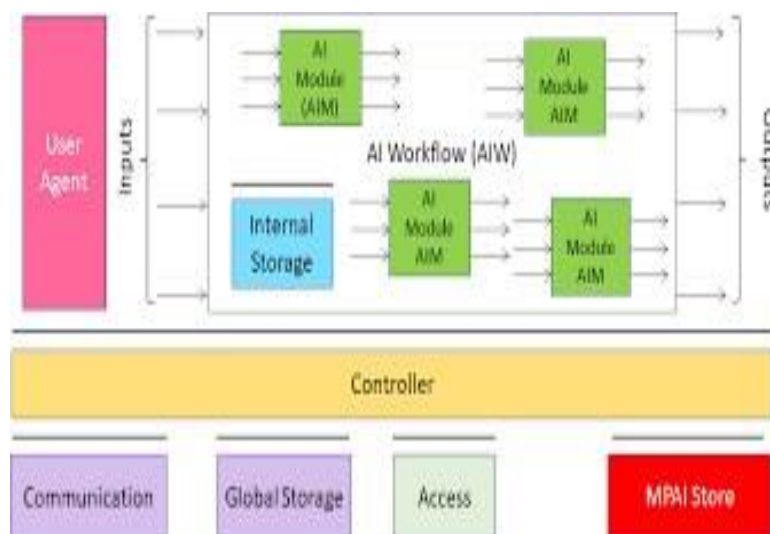 User
Agent
Inputs
AI
Module
(AIM)
AI
Module
AIM
AI Workflow (AIW)
Internal
Storage
AI
Module
AIM
AI
Module
AIM
Outputs
Controller
Communication
Global Storage
Access
MPAI Store